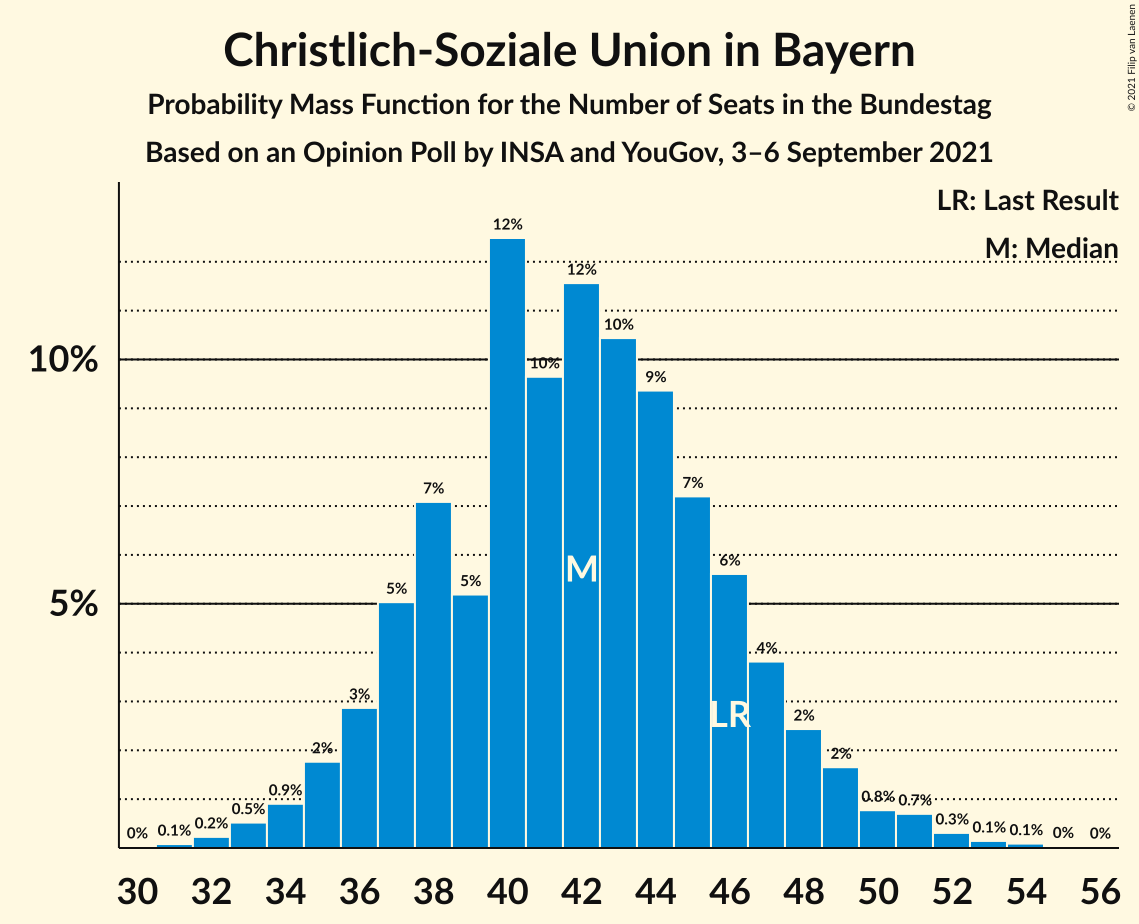 Christlich-Soziale Union in Bayern
Probability Mass Function for the Number of Seats in the Bundestag
Based on an Opinion Poll by INSA and YouGov, 3–6 September 2021
© 2021 Filip van Laenen
LR: Last Result
M: Median
10%
5%
0% 0.1% 0.2% 0.5% 0.9% 2% 3% 5% 7% 5% 12% 10% 12% 10% 9% 7% 6% 4% 2% 2% 0.8% 0.7% 0.3% 0.1% 0.1% 0% 0%
M
LR
30 32 34 36 38 40 42 44 46 48 50 52 54 56